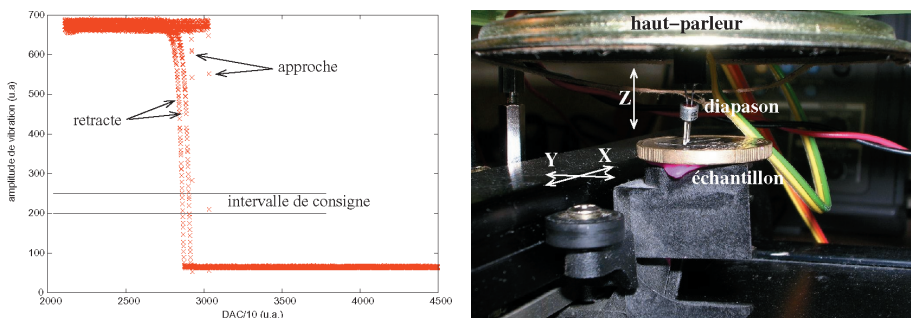 700
600
500
400
300
200
100
0
2000
2500
3000
3500
4000
4500
amplitude de vibration (u.a)
DAC/10 (u.a.)
approche
retracte
intervalle de consigne
haut-parleur
Z
diapason
Y
X
échantillon